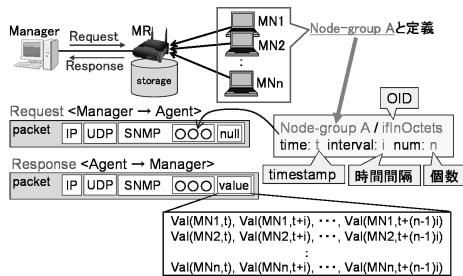 Manager
Request
Response
MR
storage
MN1
MN2
:
MNn
Node-group Aと定義
OID
Request <Manager → Agent>
packet IP UDP SNMP ○○○ null
Node-group A / ifInOctets
time: t interval: i num: n
timestamp 時間間隔 個数
Response <Agent → Manager>
packet IP UDP SNMP ○○○ value
Val(MN1,t), Val(MN1,t+i), ･･･, Val(MN1,t+(n-1)i)
Val(MN2,t), Val(MN2,t+i), ･･･, Val(MN2,t+(n-1)i)
:
Val(MNn,t), Val(MNn,t+i), ･･･, Val(MNn,t+(n-1)i)